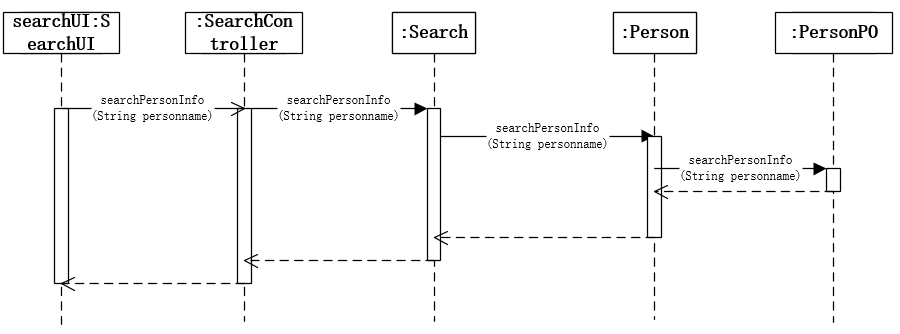 searchUI:S
earchUI
:SearchCon
troller
:Search
:Person
:PersonPO
searchPersonInfo
(String personname)
searchPersonInfo
(String personname)
searchPersonInfo
(String personname)
searchPersonInfo
(String personname)